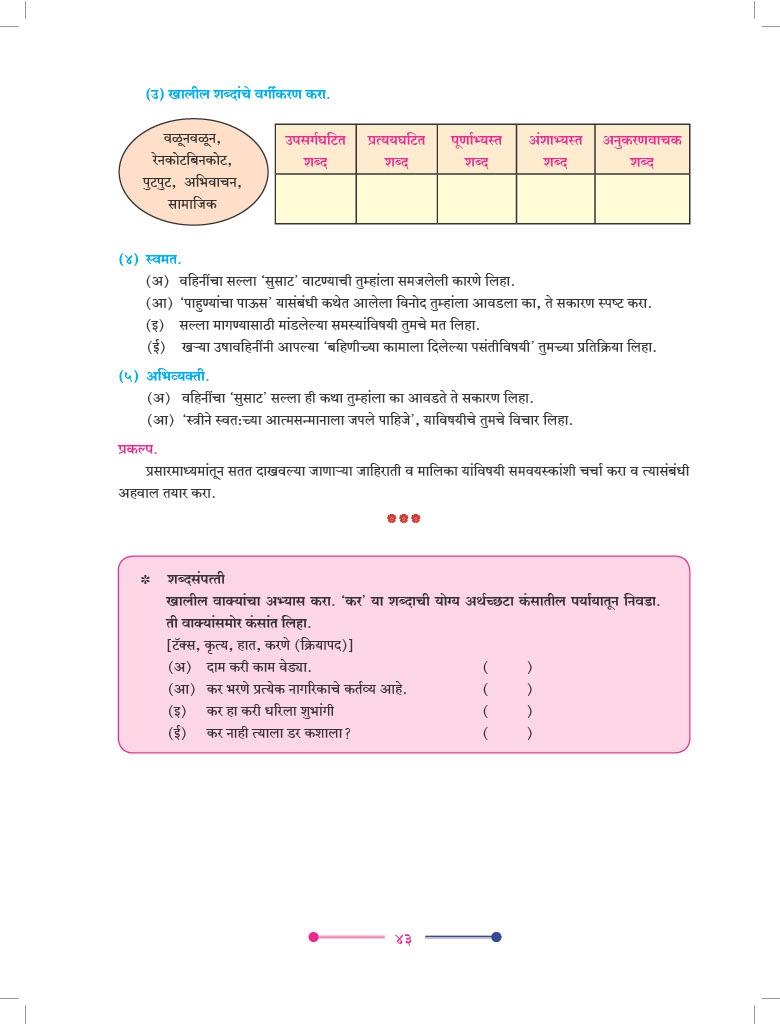 (उ) खालील शब्दांचे वर्गीकरण करा.
वळूनवळून,
रेनकोटबिनकोट,
पुटपुट, अभिवाचन,
सामाजिक
उपसर्गघटित शब्द
प्रत्ययघटित शब्द
पूर्णाभ्यस्त शब्द
अंशाभ्यस्त शब्द
अनुकरणवाचक शब्द
(४) स्वमत.
(अ) वहिनींचा सल्ला ‘सुसाट’ वाटण्याची तुम्हांला समजलेली कारणे लिहा.
(आ) ‘पाहुण्यांचा पाऊस’ यासंबंधी कथेत आलेला विनोद तुम्हांला आवडला का, ते सकारण स्पष्ट करा.
(इ) सल्ला मागण्यासाठी मांडलेल्या समस्यांविषयी तुमचे मत लिहा.
(ई) खऱ्या उषावहिनींनी आपल्या ‘बहिणीच्या कामाला दिलेल्या पसंतीविषयी’ तुमच्या प्रतिक्रिया लिहा.
(५) अभिव्यक्ती.
(अ) वहिनींचा ‘सुसाट’ सल्ला ही कथा तुम्हांला का आवडते ते सकारण लिहा.
(आ) ‘स्त्रीने स्वत:च्या आत्मसन्मानाला जपले पाहिजे’, याविषयीचे तुमचे विचार लिहा.
प्रकल्प.
प्रसारमाध्यमांतून सतत दाखवल्या जाणाऱ्या जाहिराती व मालिका यांविषयी समवयस्कांशी चर्चा करा व त्यासंबंधी
अहवाल तयार करा.
✽ शब्दसंपत्ती
खालील वाक्यांचा अभ्यास करा. ‘कर’ या शब्दाची योग्य अर्थच्छटा कंसातील पर्यायातून निवडा.
ती वाक्यांसमोर कंसांत लिहा.
[टॅक्स, कृत्य, हात, करणे (क्रियापद)]
(अ) दाम करी काम वेड्या. ( )
(आ) कर भरणे प्रत्येक नागरिकाचे कर्तव्य आहे. ( )
(इ) कर हा करी घरिला शुभांगी ( )
(ई) कर नाही त्याला डर कशाला? ( )
४३